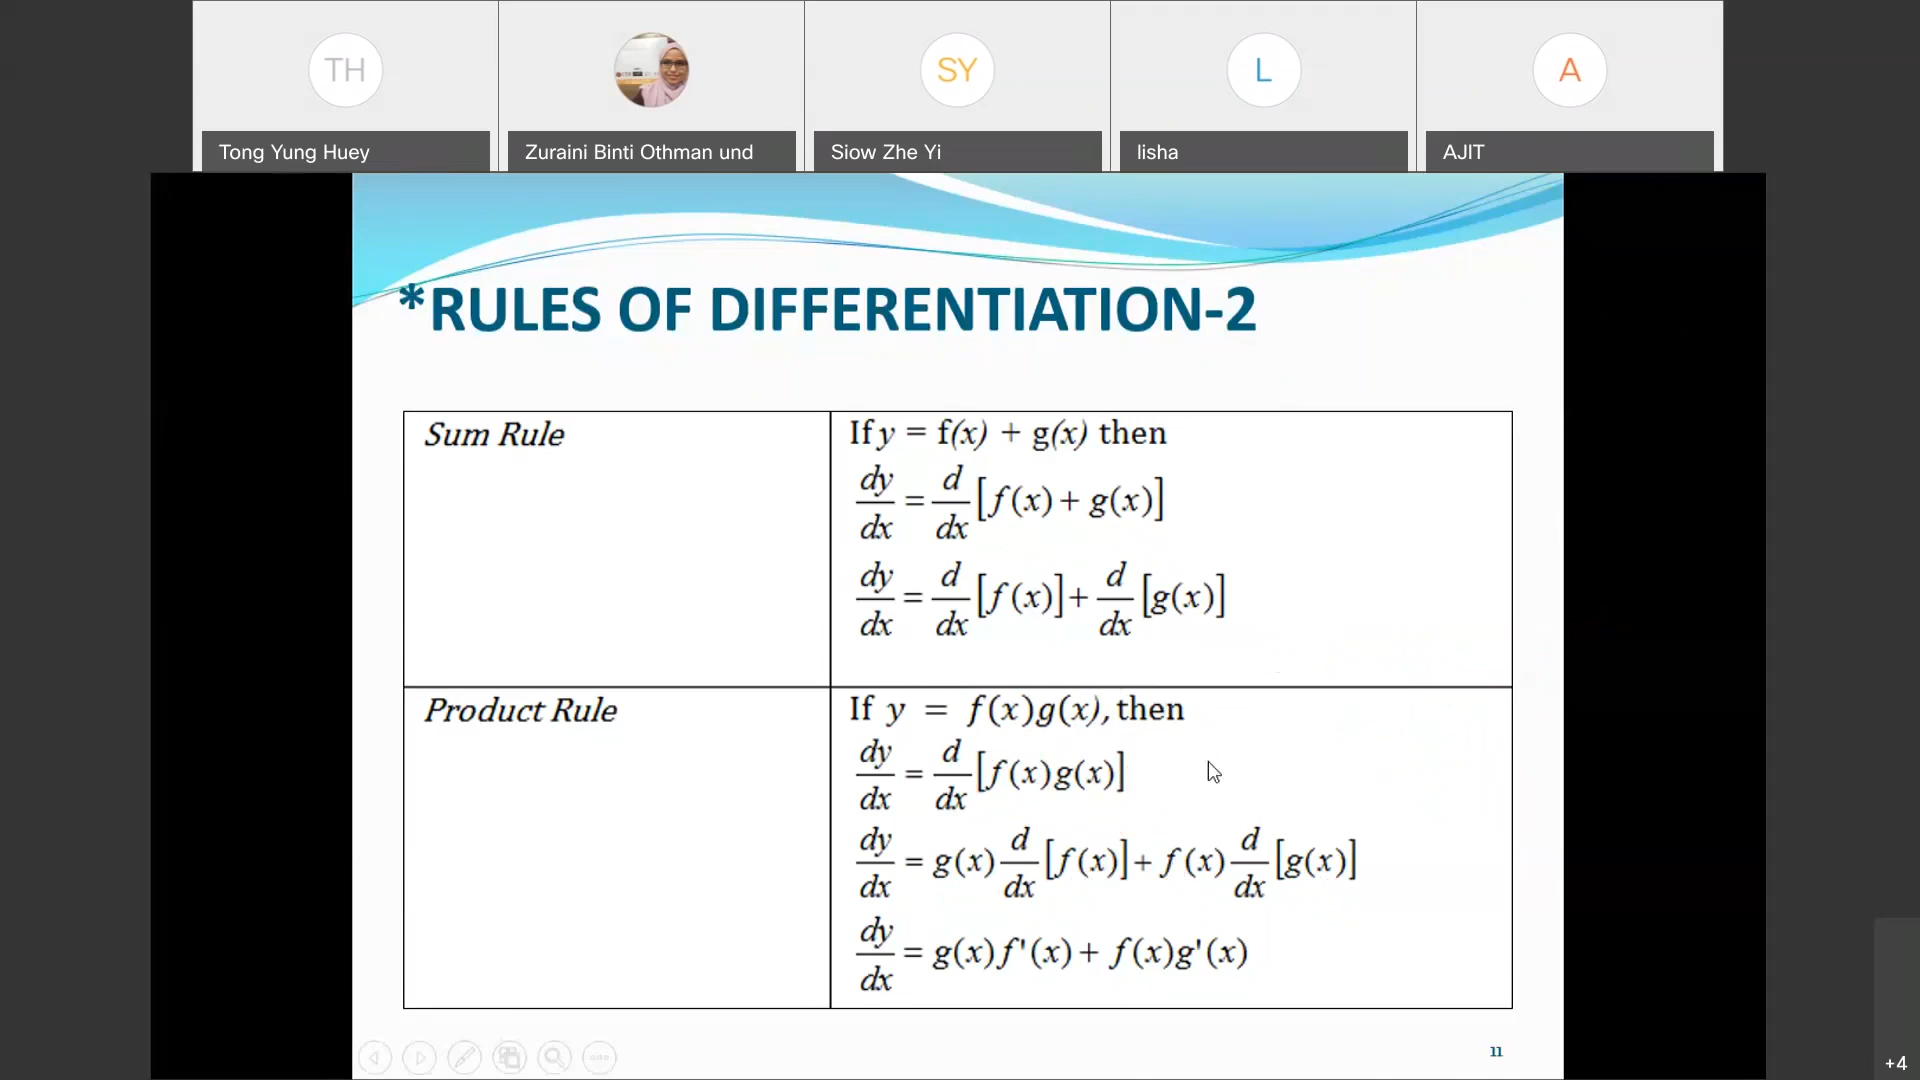 TH
SY
L
A
Tong Yung Huey
Zuraini Binti Othman und
Siow Zhe Yi
lisha
AJIT
*RULES OF DIFFERENTIATION-2
Sum Rule
If y = f(x) + g(x) then
dy/dx = d/dx [f(x) + g(x)]
dy/dx = d/dx [f(x)] + d/dx [g(x)]
Product Rule
If y = f(x)g(x), then
dy/dx = d/dx [f(x)g(x)]
dy/dx = g(x) d/dx [f(x)] + f(x) d/dx [g(x)]
dy/dx = g(x)f'(x) + f(x)g'(x)
11
+4